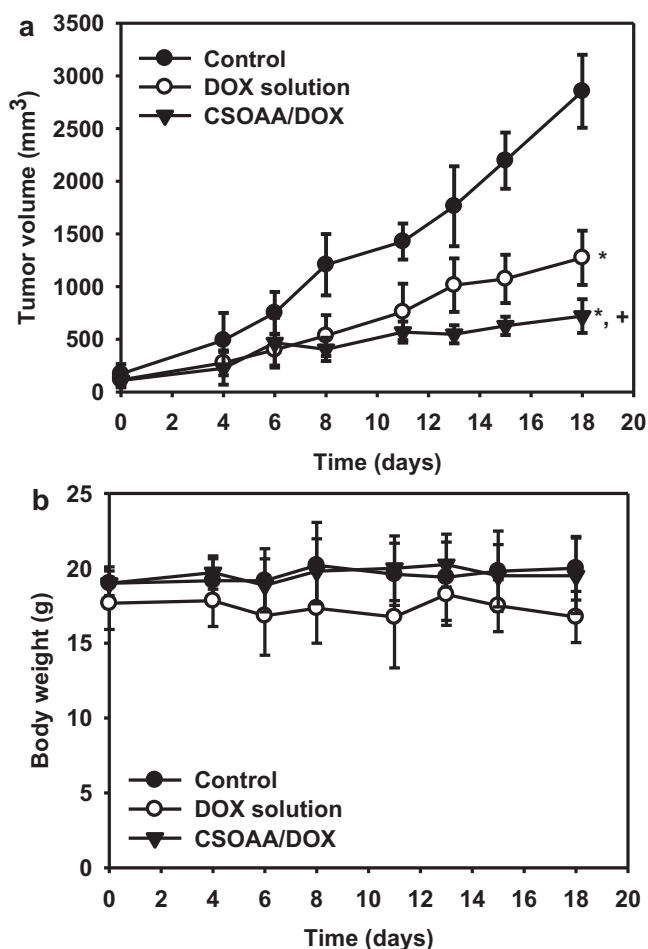 a
Tumor volume (mm3)
3500
3000
2500
2000
1500
1000
500
0
Control
DOX solution
CSOAA/DOX
*
*, +
0 2 4 6 8 10 12 14 16 18 20
Time (days)
b
Body weight (g)
25
20
15
10
5
0
Control
DOX solution
CSOAA/DOX
0 2 4 6 8 10 12 14 16 18 20
Time (days)